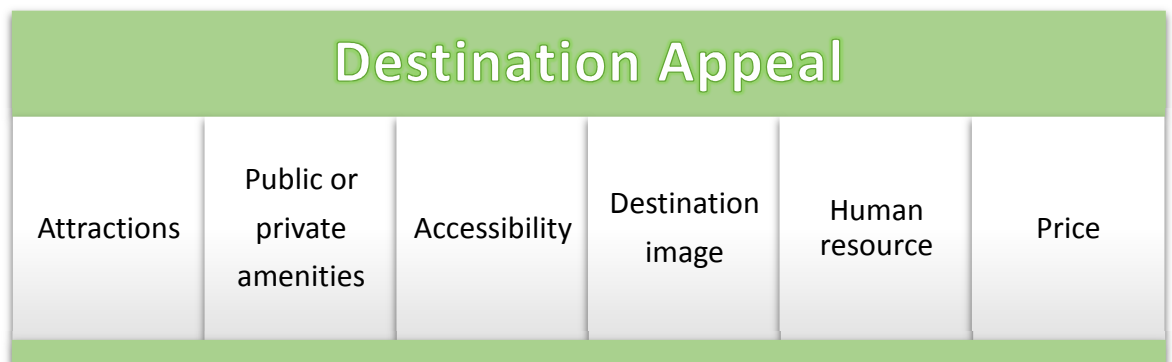 Destination Appeal
Attractions
Public or
private
amenities
Accessibility
Destination
image
Human
resource
Price